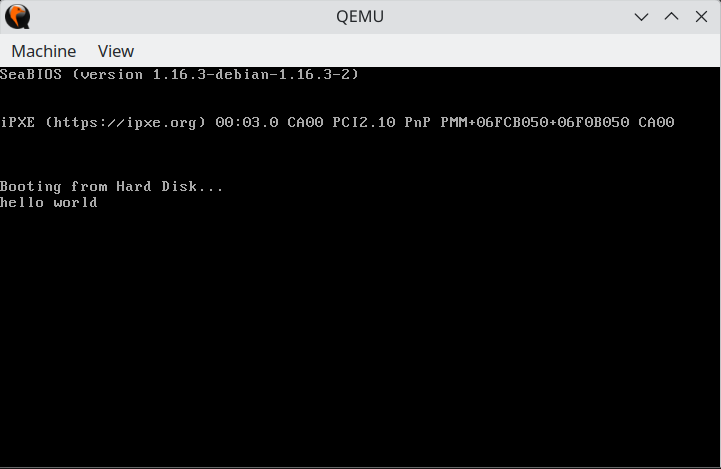 QEMU
Machine View
SeaBIOS (version 1.16.3-debian-1.16.3-2)
iPXE (https://ipxe.org) 00:03.0 CA00 PCI2.10 PnP PMM+06FCB050+06F0B050 CA00
Booting from Hard Disk...
hello world